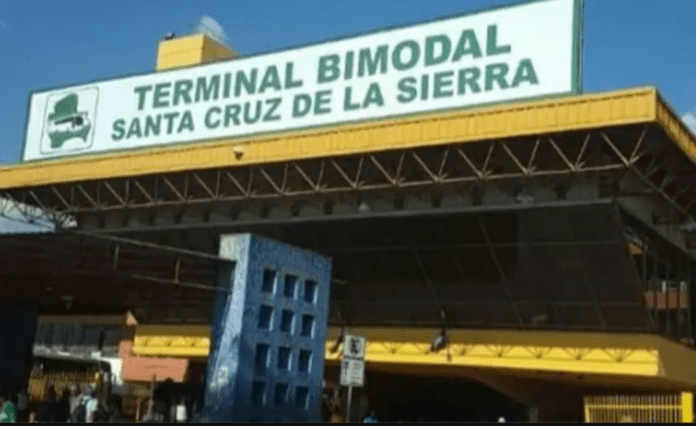 TERMINAL BIMODAL
SANTA CRUZ DE LA SIERRA